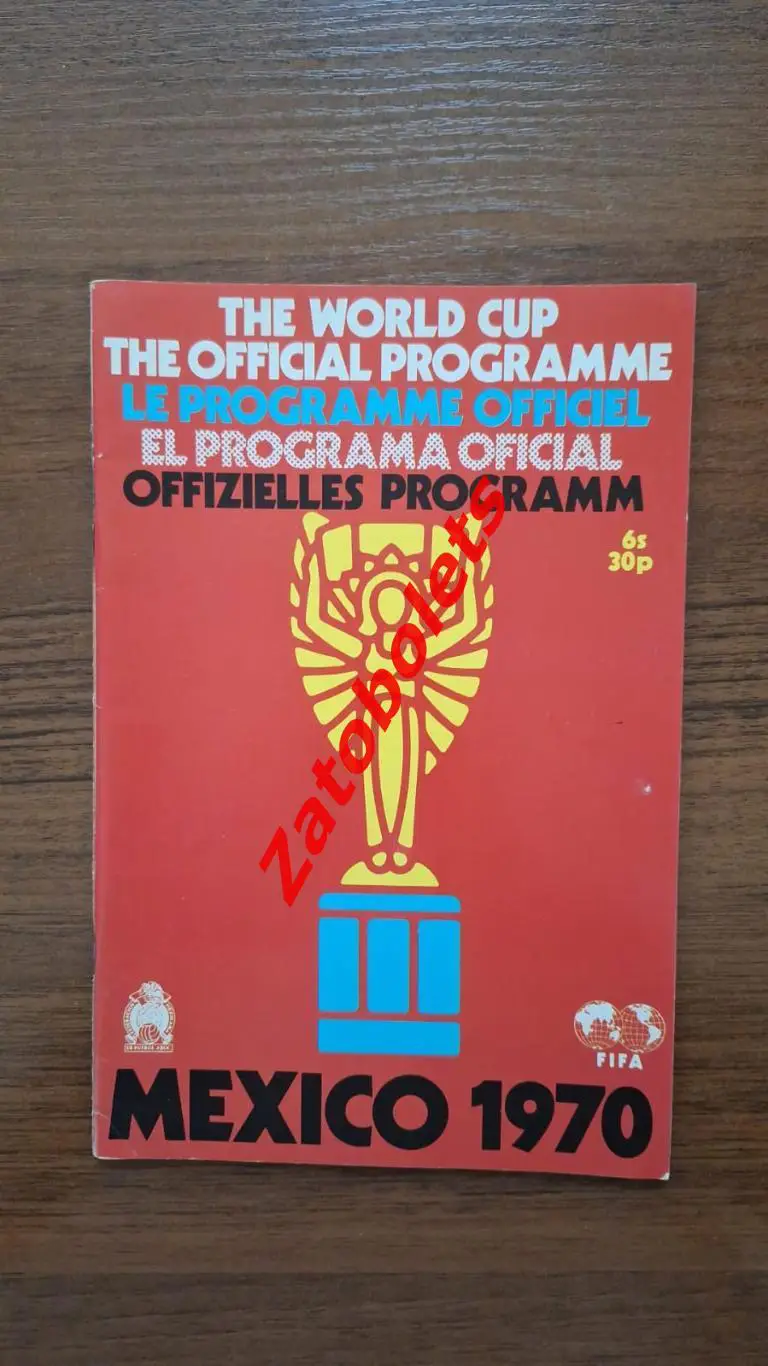 THE WORLD CUP
THE OFFICIAL PROGRAMME
LE PROGRAMME OFFICIEL
EL PROGRAMA OFICIAL
OFFIZIELLES PROGRAMM
6s
30p
Zatobolets
FIFA
MEXICO 1970